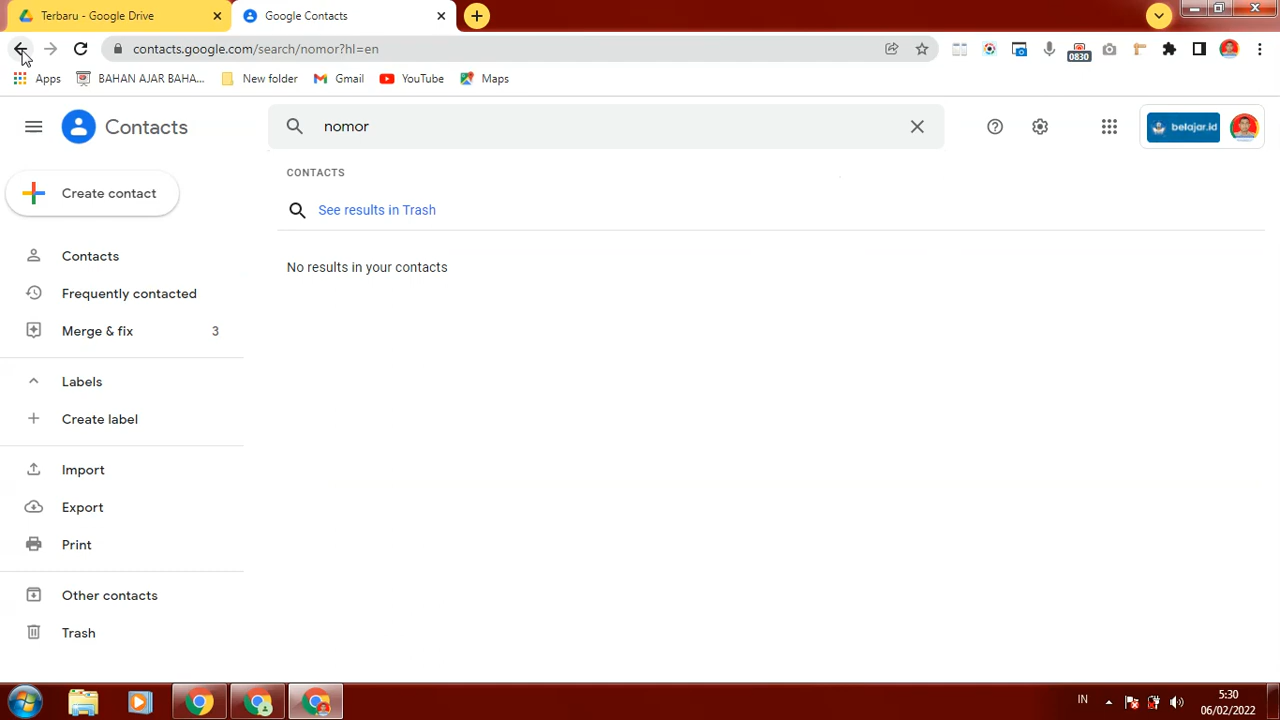 Terbaru - Google Drive
Google Contacts
contacts.google.com/search/nomor?hl=en
0830
Apps
BAHAN AJAR BAHA...
New folder
Gmail
YouTube
Maps
Contacts
nomor
belajar.id
Create contact
CONTACTS
See results in Trash
No results in your contacts
Contacts
Frequently contacted
Merge & fix 3
Labels
Create label
Import
Export
Print
Other contacts
Trash
IN
5:30
06/02/2022